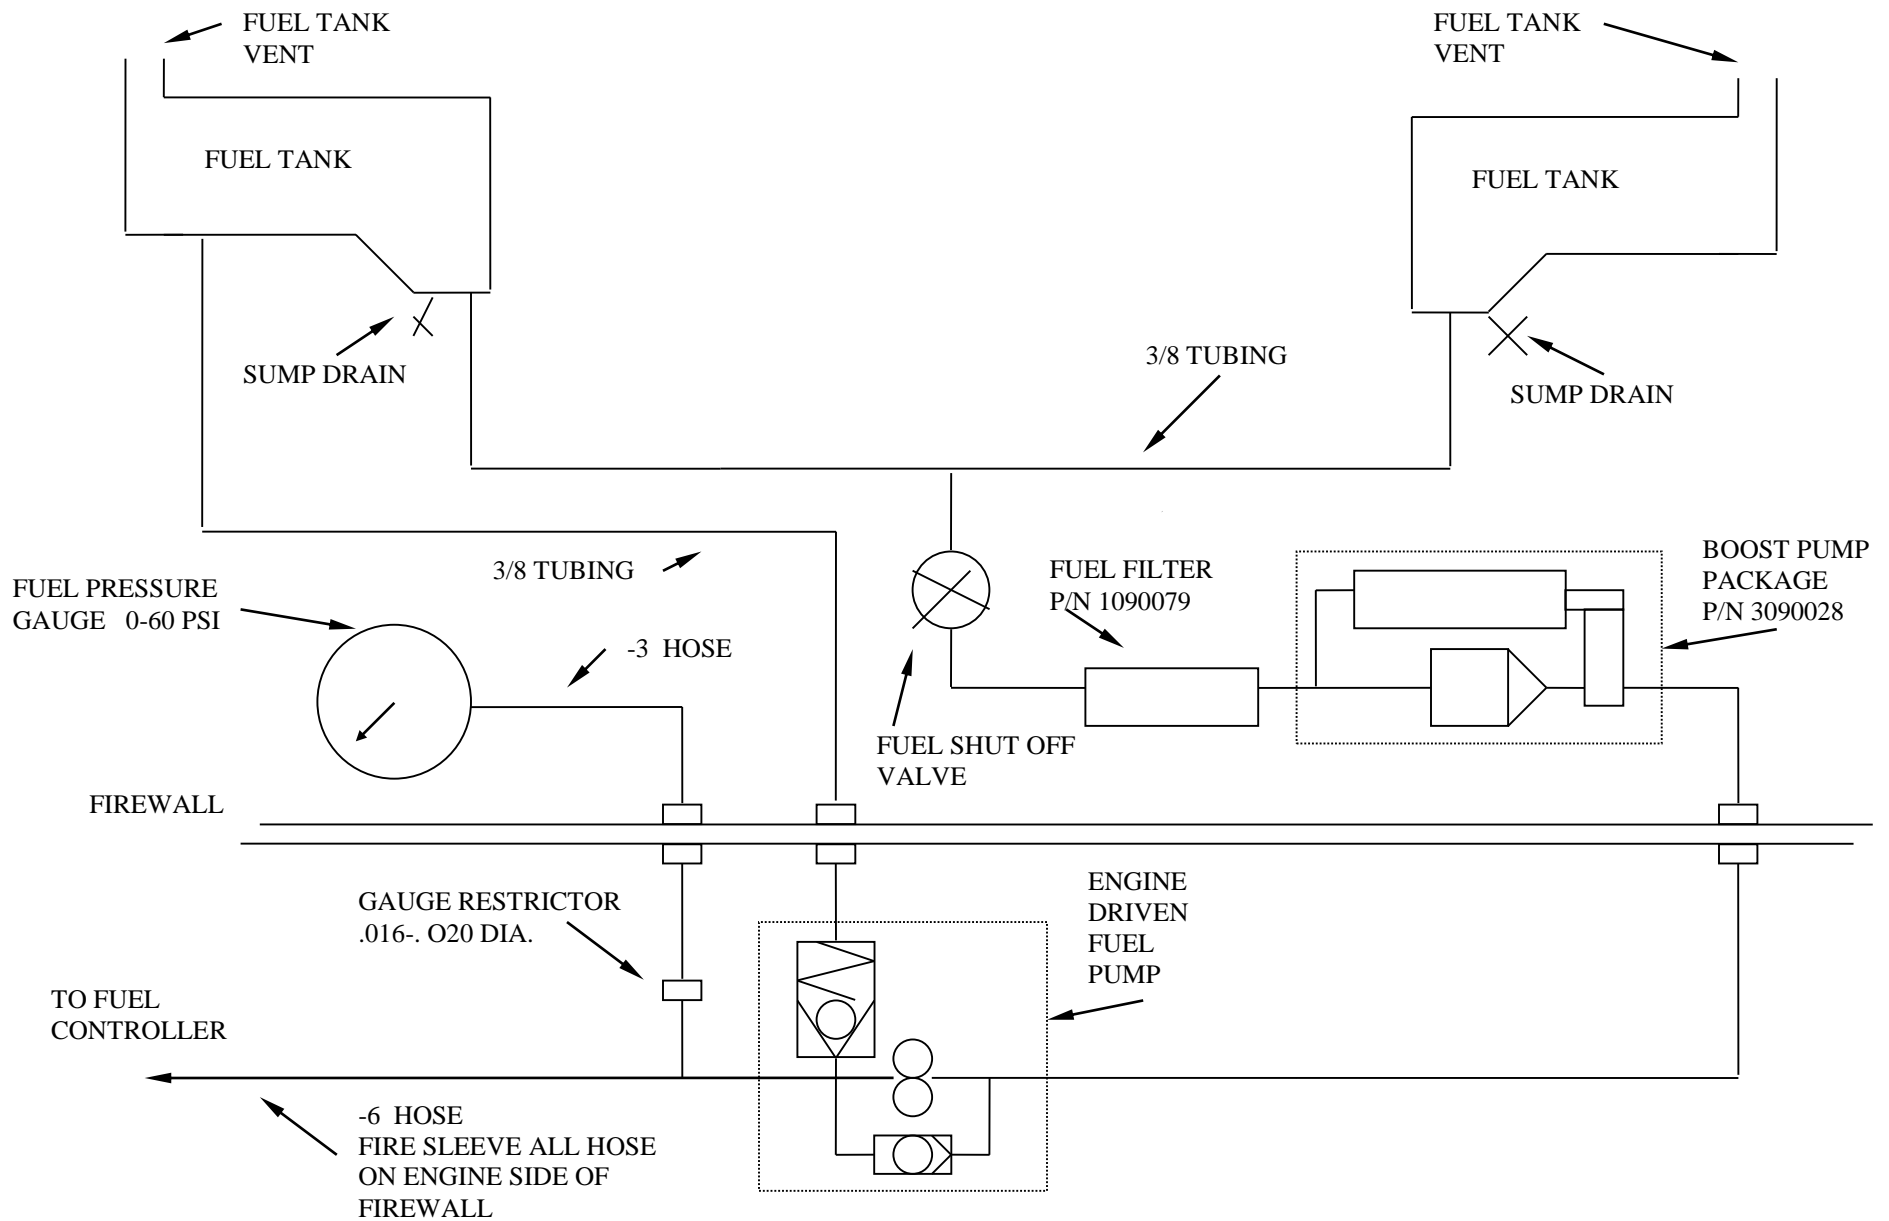 FUEL TANK
VENT
FUEL TANK
VENT
FUEL TANK
FUEL TANK
SUMP DRAIN
3/8 TUBING
SUMP DRAIN
3/8 TUBING
FUEL PRESSURE
GAUGE 0-60 PSI
-3 HOSE
FUEL FILTER
P/N 1090079
BOOST PUMP
PACKAGE
P/N 3090028
FUEL SHUT OFF
VALVE
FIREWALL
GAUGE RESTRICTOR
.016-. O20 DIA.
ENGINE
DRIVEN
FUEL
PUMP
TO FUEL
CONTROLLER
-6 HOSE
FIRE SLEEVE ALL HOSE
ON ENGINE SIDE OF
FIREWALL